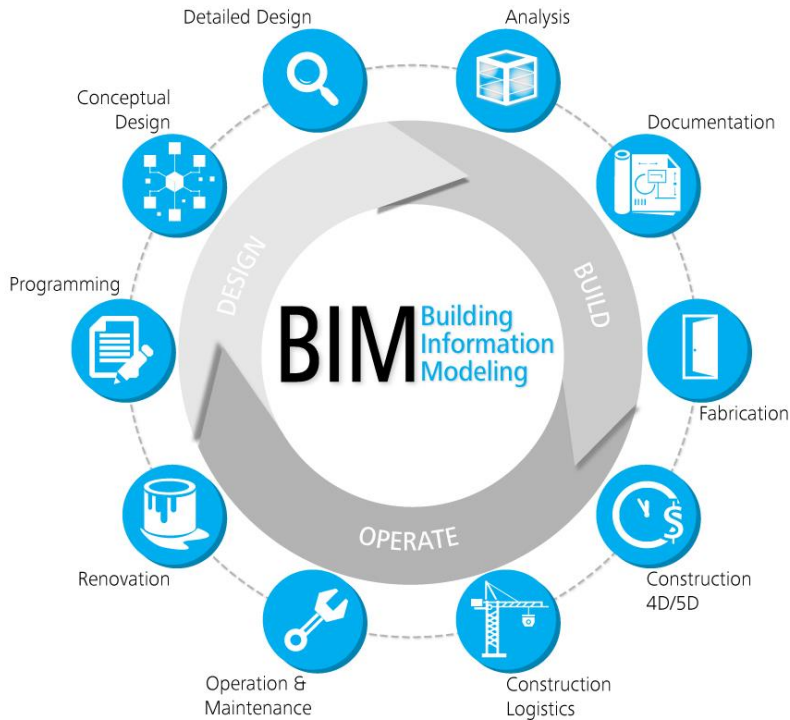 Detailed Design
Analysis
Conceptual
Design
Documentation
Programming
DESIGN
BUILD
BIM
Building
Information
Modeling
Fabrication
OPERATE
Renovation
Construction
4D/5D
$
Operation &
Maintenance
Construction
Logistics